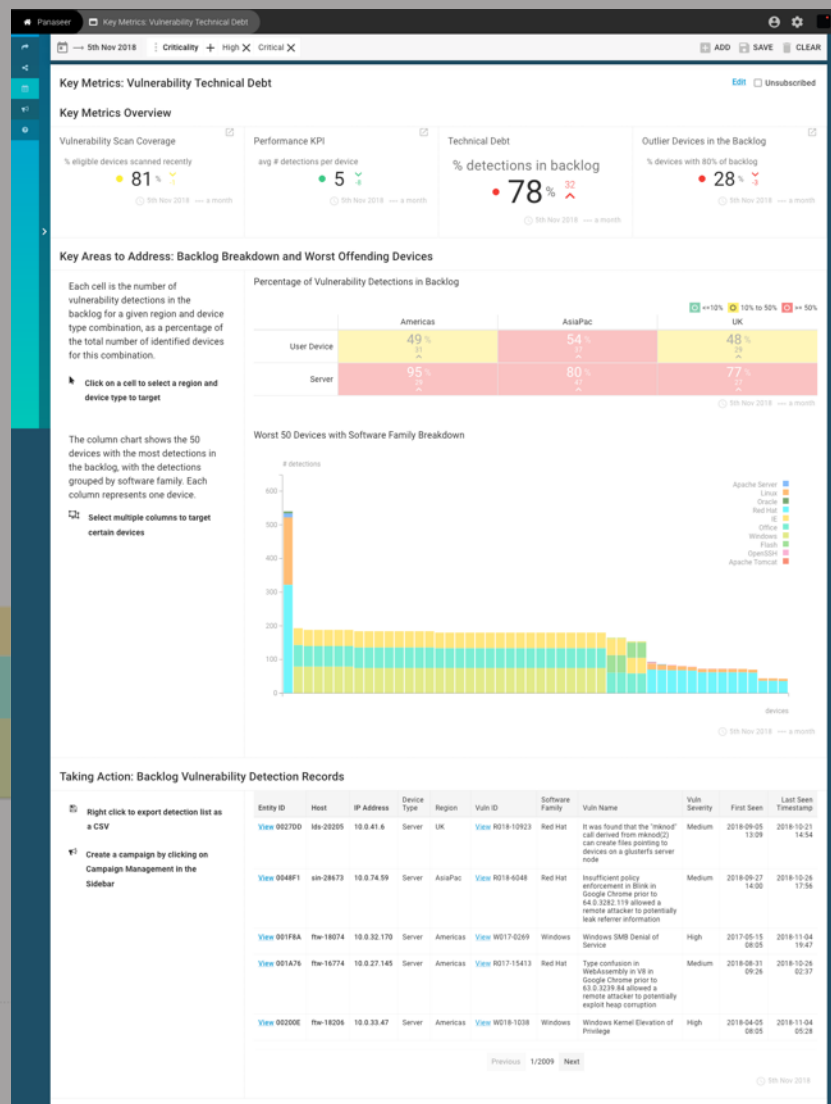 Panaseer
Key Metrics: Vulnerability Technical Debt
5th Nov 2018
Criticality + High X Critical X
ADD SAVE CLEAR
Key Metrics: Vulnerability Technical Debt
Edit Unsubscribed
Key Metrics Overview
Vulnerability Scan Coverage
% eligible devices scanned recently
81 %
5th Nov 2018 — a month
Performance KPI
avg # detections per device
5
5th Nov 2018 — a month
Technical Debt
% detections in backlog
78 % 32
5th Nov 2018 — a month
Outlier Devices in the Backlog
% devices with 80% of backlog
28 % -3
5th Nov 2018 — a month
Key Areas to Address: Backlog Breakdown and Worst Offending Devices
Each cell is the number of
vulnerability detections in the
backlog for a given region and device
type combination, as a percentage of
the total number of identified devices
for this combination.
Click on a cell to select a region and
device type to target
Percentage of Vulnerability Detections in Backlog
<=10% 10% to 50% >= 50%
Americas AsiaPac UK
User Device 49 % 54 % 48 %
Server 95 % 80 % 77 %
5th Nov 2018 — a month
The column chart shows the 50
devices with the most detections in
the backlog, with the detections
grouped by software family. Each
column represents one device.
Select multiple columns to target
certain devices
Worst 50 Devices with Software Family Breakdown
# detections
600
500
400
300
200
100
0
Apache Server
Linux
Oracle
Red Hat
IE
Office
Windows
Flash
OpenSSH
Apache Tomcat
devices
5th Nov 2018 — a month
Taking Action: Backlog Vulnerability Detection Records
Right click to export detection list as
a CSV
Create a campaign by clicking on
Campaign Management in the
Sidebar
Entity ID Host IP Address Device Type Region Vuln ID Software Family Vuln Name Vuln Severity First Seen Last Seen Timestamp
View 0027DD lds-20205 10.0.41.6 Server UK View R018-10923 Red Hat It was found that the "mknod" Medium 2018-09-05 13:09 2018-10-21 14:54
call derived from mknod(2)
can create files pointing to
devices on a glusterfs server
node
View 0048F1 sin-28673 10.0.74.59 Server AsiaPac View R018-6048 Red Hat Insufficient policy Medium 2018-09-27 14:00 2018-10-26 17:56
enforcement in Blink in
Google Chrome prior to
64.0.3282.119 allowed a
remote attacker to potentially
leak referrer information
View 001F8A ftw-18074 10.0.32.170 Server Americas View W017-0269 Windows Windows SMB Denial of High 2017-05-15 08:05 2018-11-04 19:47
Service
View 001A76 ftw-16774 10.0.27.145 Server Americas View R017-15413 Red Hat Type confusion in Medium 2018-08-31 09:26 2018-10-26 02:37
WebAssembly in V8 in
Google Chrome prior to
63.0.3239.84 allowed a
remote attacker to potentially
exploit heap corruption
View 00200E ftw-18206 10.0.33.47 Server Americas View W018-1038 Windows Windows Kernel Elevation of High 2018-04-05 08:05 2018-11-04 05:28
Privilege
Previous 1/2009 Next
5th Nov 2018